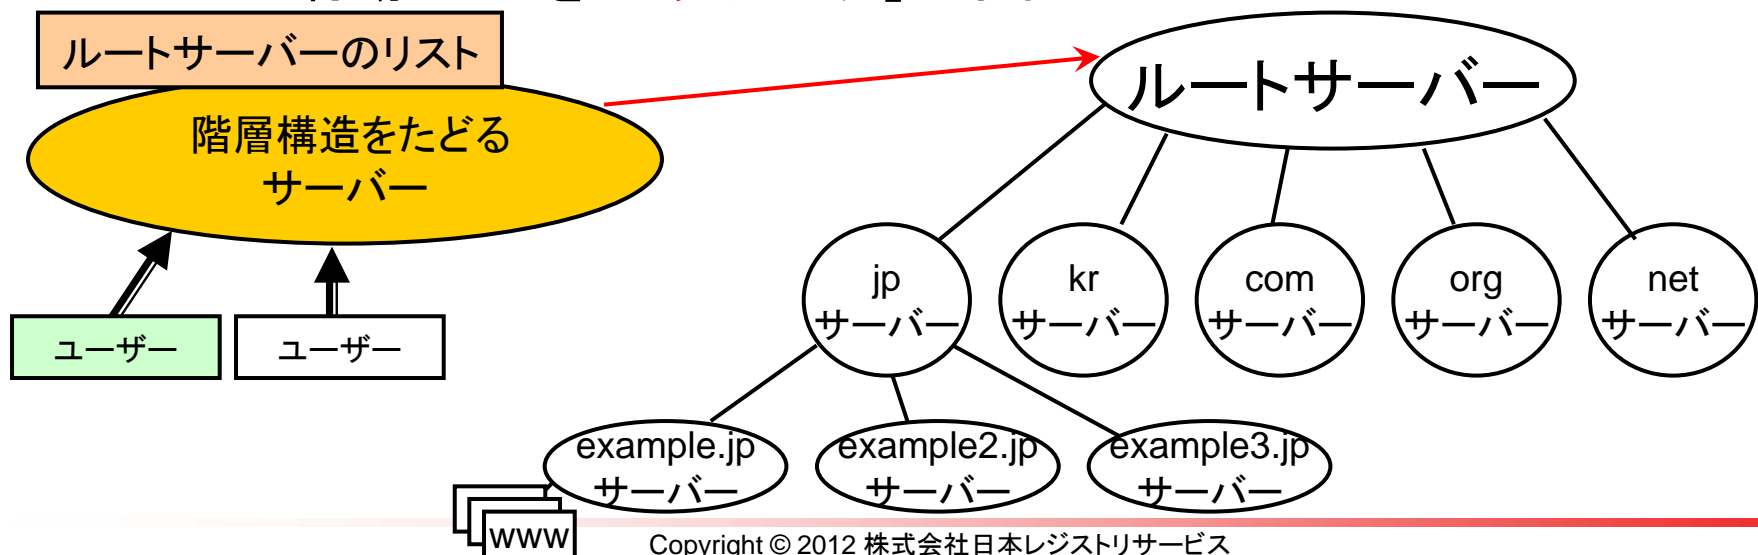 ルートサーバーのリスト
ルートサーバー
階層構造をたどる
サーバー
jp
サーバー
kr
サーバー
com
サーバー
org
サーバー
net
サーバー
ユーザー
ユーザー
example.jp
サーバー
example2.jp
サーバー
example3.jp
サーバー
www
Copyright © 2012 株式会社日本レジストリサービス